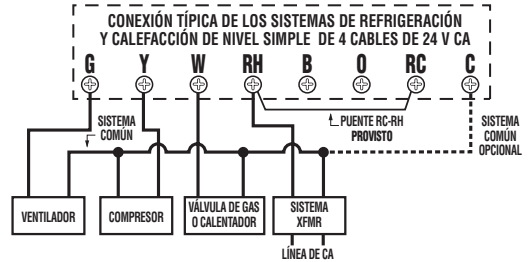 CONEXIÓN TÍPICA DE LOS SISTEMAS DE REFRIGERACIÓN
Y CALEFACCIÓN DE NIVEL SIMPLE DE 4 CABLES DE 24 V CA
G Y W RH B O RC C
SISTEMA
COMÚN
PUENTE RC-RH
PROVISTO
SISTEMA
COMÚN
OPCIONAL
VENTILADOR
COMPRESOR
VÁLVULA DE GAS
O CALENTADOR
SISTEMA
XFMR
LÍNEA DE CA